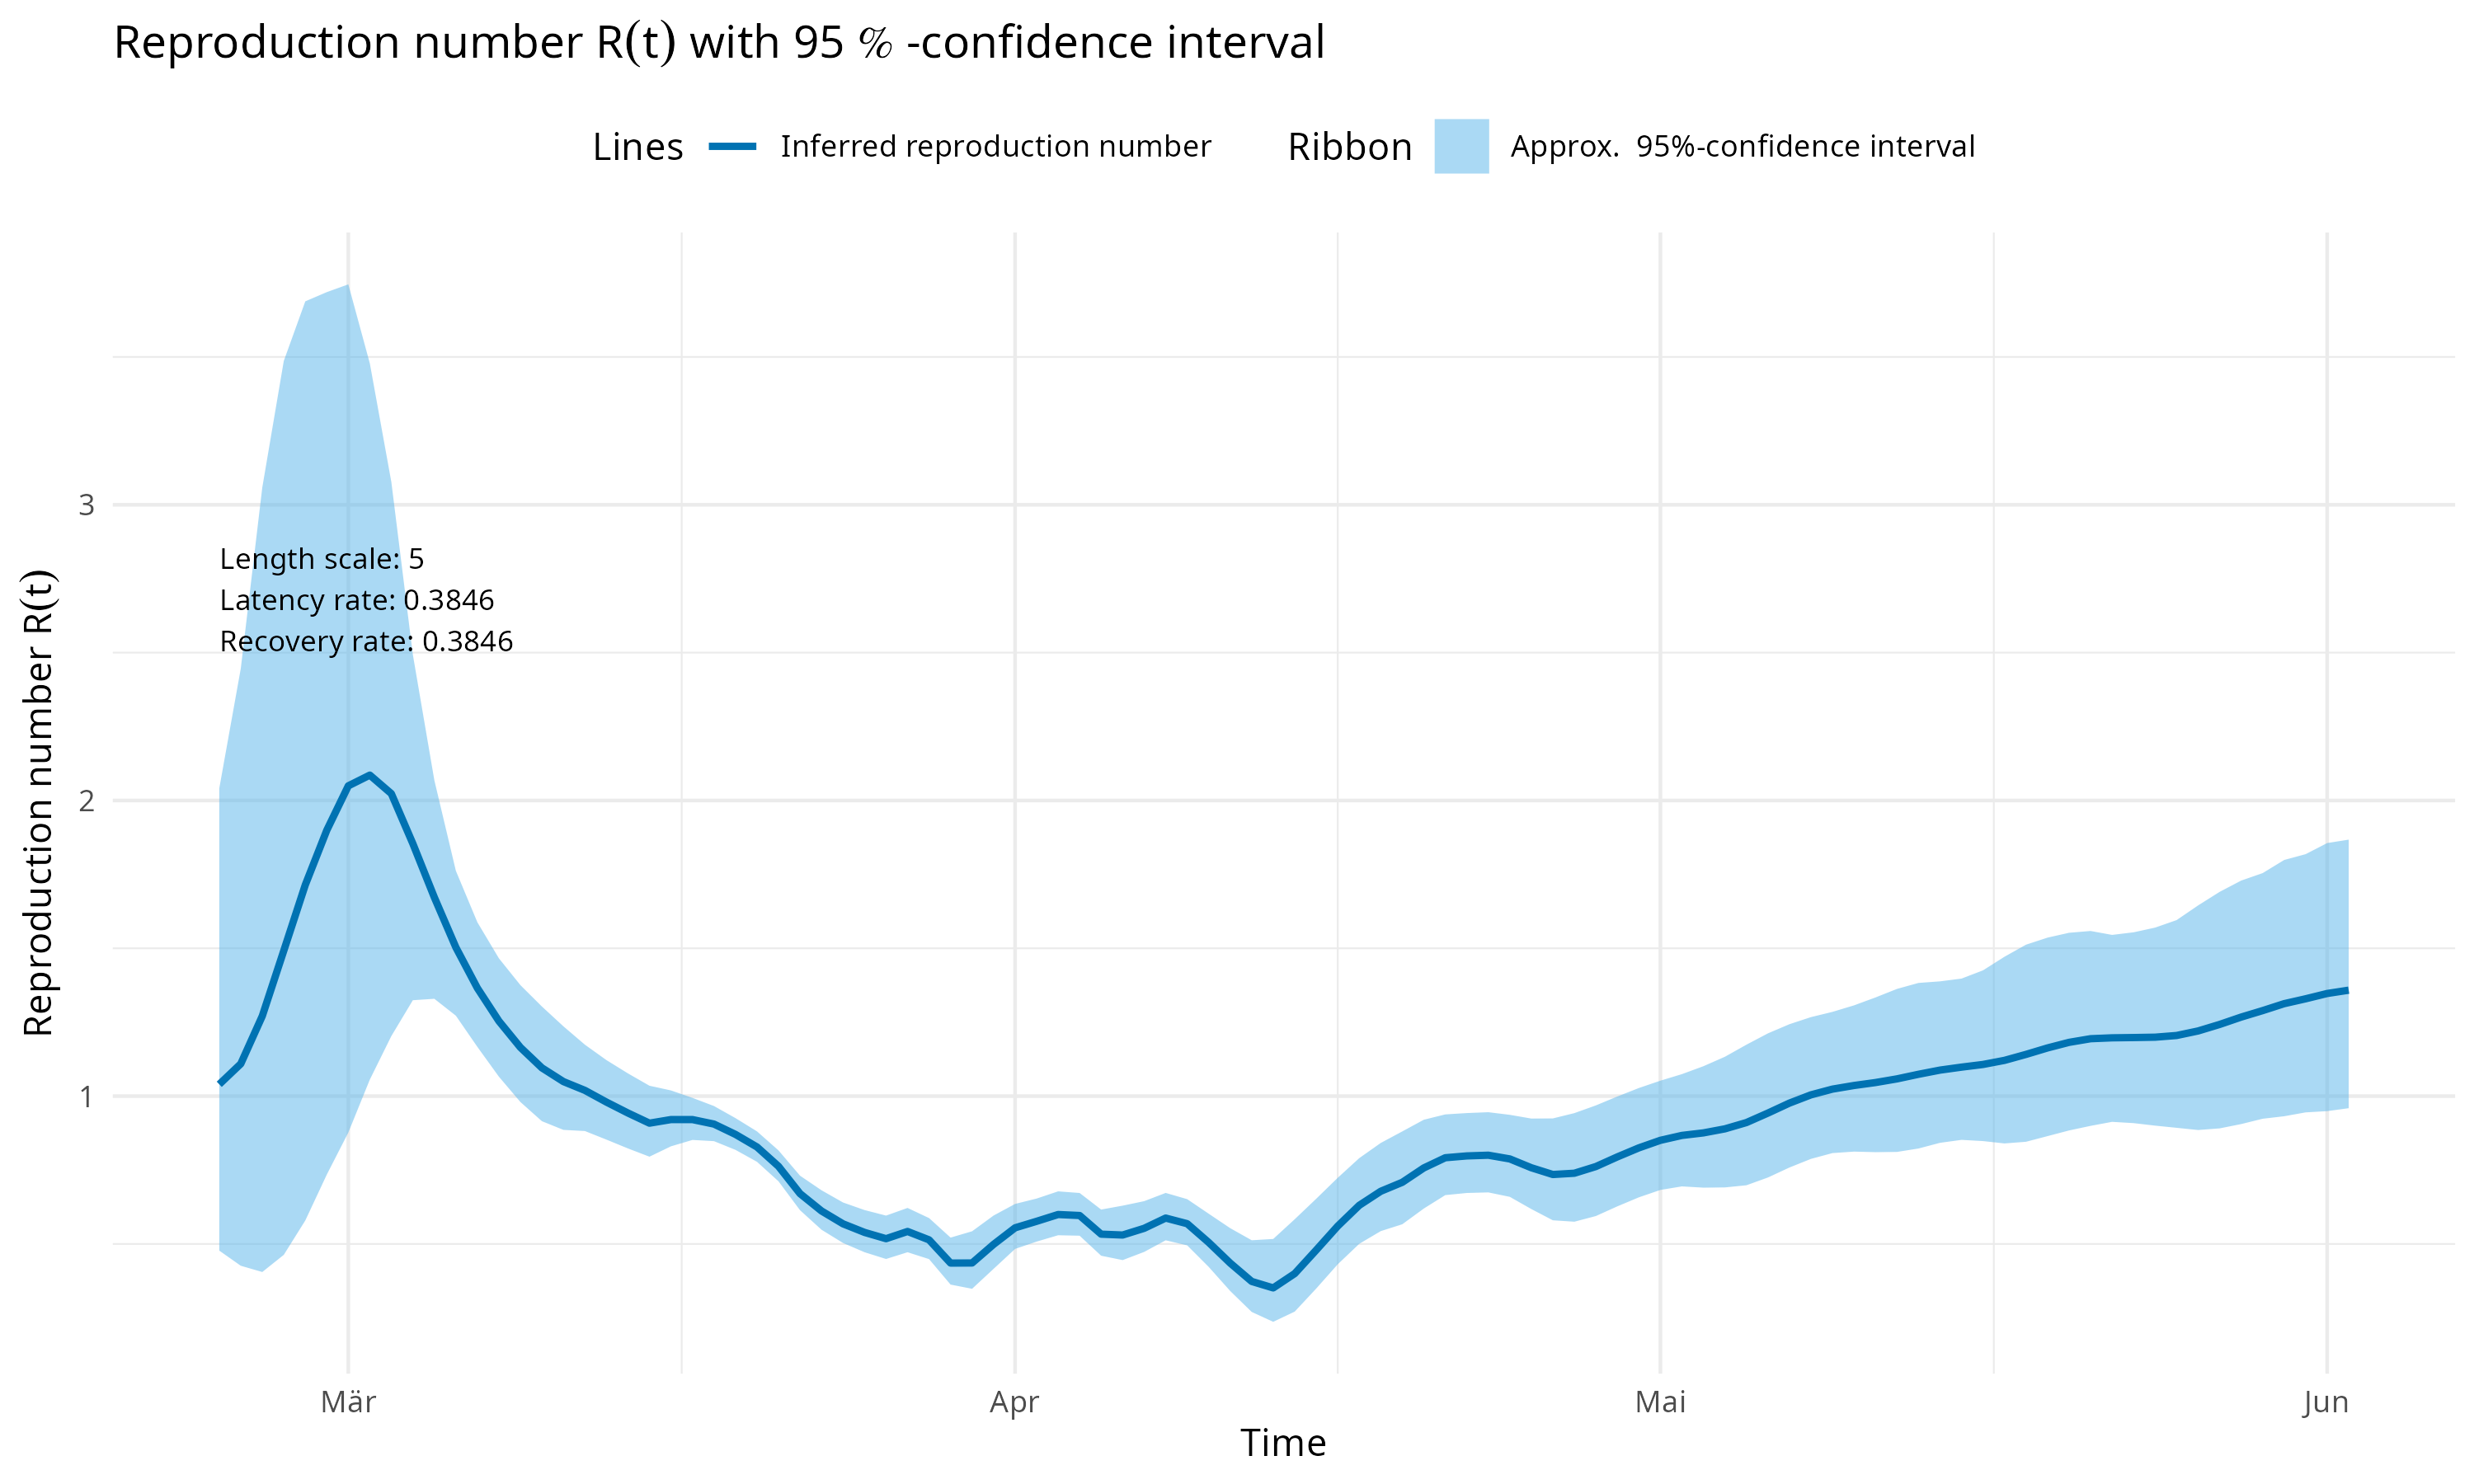 Reproduction number R(t) with 95 % -confidence interval
Lines Inferred reproduction number Ribbon Approx. 95%-confidence interval
3
Length scale: 5
Latency rate: 0.3846
Recovery rate: 0.3846
2
1
Reproduction number R(t)
Mär Apr Mai Jun
Time